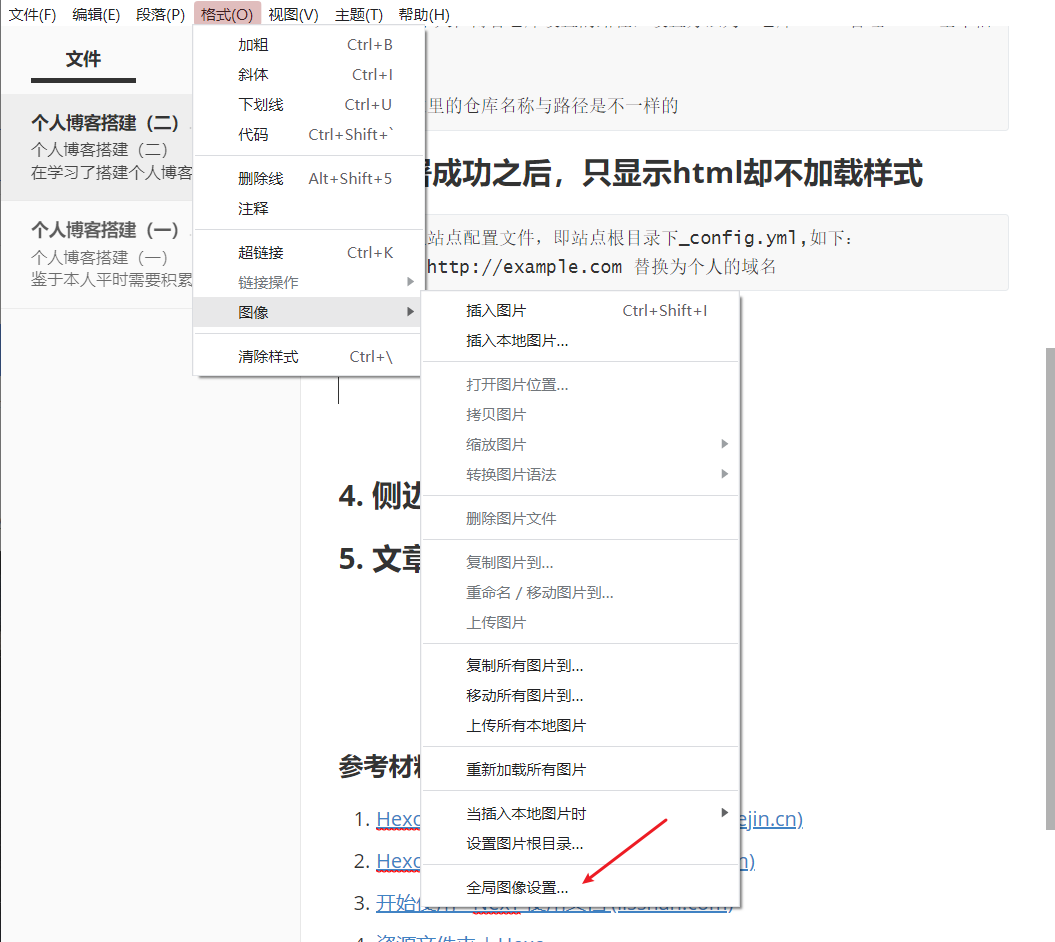 文件(F) 编辑(E) 段落(P) 格式(O) 视图(V) 主题(T) 帮助(H)
文件
个人博客搭建（二）
个人博客搭建（二）
在学习了搭建个人博客
个人博客搭建（一）
个人博客搭建（一）
鉴于本人平时需要积累
加粗 Ctrl+B
斜体 Ctrl+I
下划线 Ctrl+U
代码 Ctrl+Shift+`
删除线 Alt+Shift+5
注释
超链接 Ctrl+K
链接操作
图像
清除样式 Ctrl+\
里的仓库名称与路径是不一样的
署成功之后，只显示html却不加载样式
站点配置文件，即站点根目录下_config.yml,如下：
http://example.com 替换为个人的域名
插入图片 Ctrl+Shift+I
插入本地图片...
打开图片位置...
拷贝图片
缩放图片
转换图片语法
删除图片文件
复制图片到...
重命名 / 移动图片到...
上传图片
复制所有图片到...
移动所有图片到...
上传所有本地图片
重新加载所有图片
当插入本地图片时
设置图片根目录...
全局图像设置...
4. 侧边
5. 文章
参考材料
1. Hexo ejin.cn)
2. Hexo n)
3. 开始使用
4. 资源文件夹 | Hexo